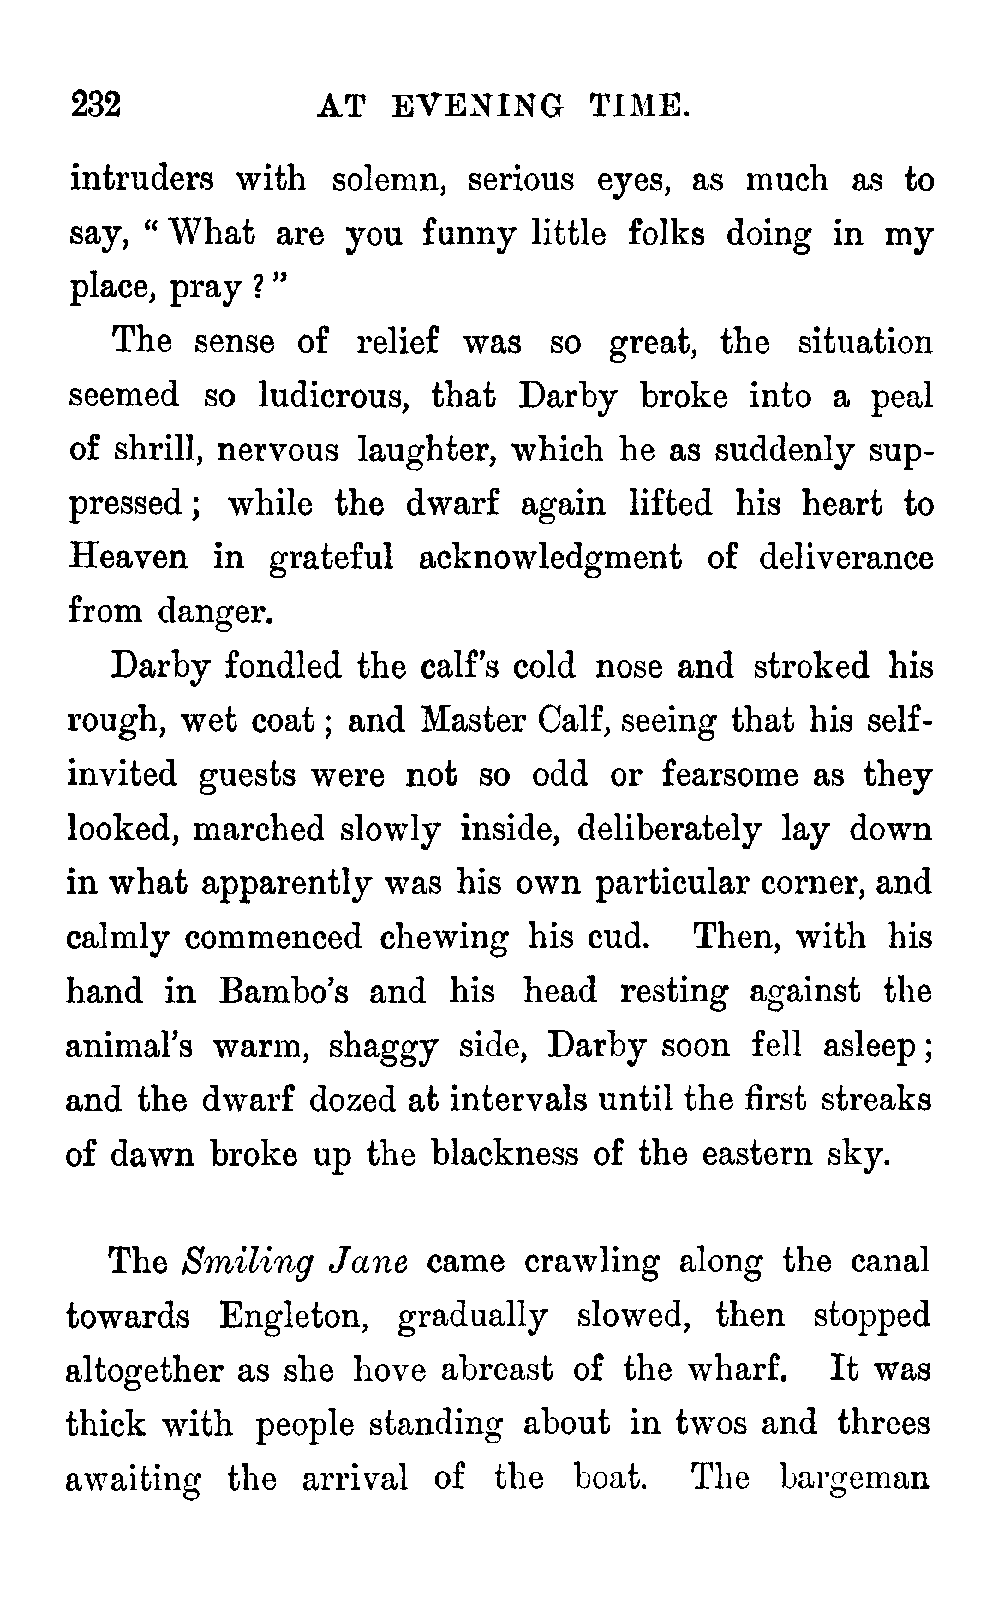 232 AT EVENING TIME.
intruders with solemn, serious eyes, as much as to
say, “ What are you funny little folks doing in my
place, pray ? ”
The sense of relief was so great, the situation
seemed so ludicrous, that Darby broke into a peal
of shrill, nervous laughter, which he as suddenly sup-
pressed ; while the dwarf again lifted his heart to
Heaven in grateful acknowledgment of deliverance
from danger.
Darby fondled the calf’s cold nose and stroked his
rough, wet coat ; and Master Calf, seeing that his self-
invited guests were not so odd or fearsome as they
looked, marched slowly inside, deliberately lay down
in what apparently was his own particular corner, and
calmly commenced chewing his cud. Then, with his
hand in Bambo’s and his head resting against the
animal’s warm, shaggy side, Darby soon fell asleep ;
and the dwarf dozed at intervals until the first streaks
of dawn broke up the blackness of the eastern sky.
The Smiling Jane came crawling along the canal
towards Engleton, gradually slowed, then stopped
altogether as she hove abreast of the wharf. It was
thick with people standing about in twos and threes
awaiting the arrival of the boat. The bargeman